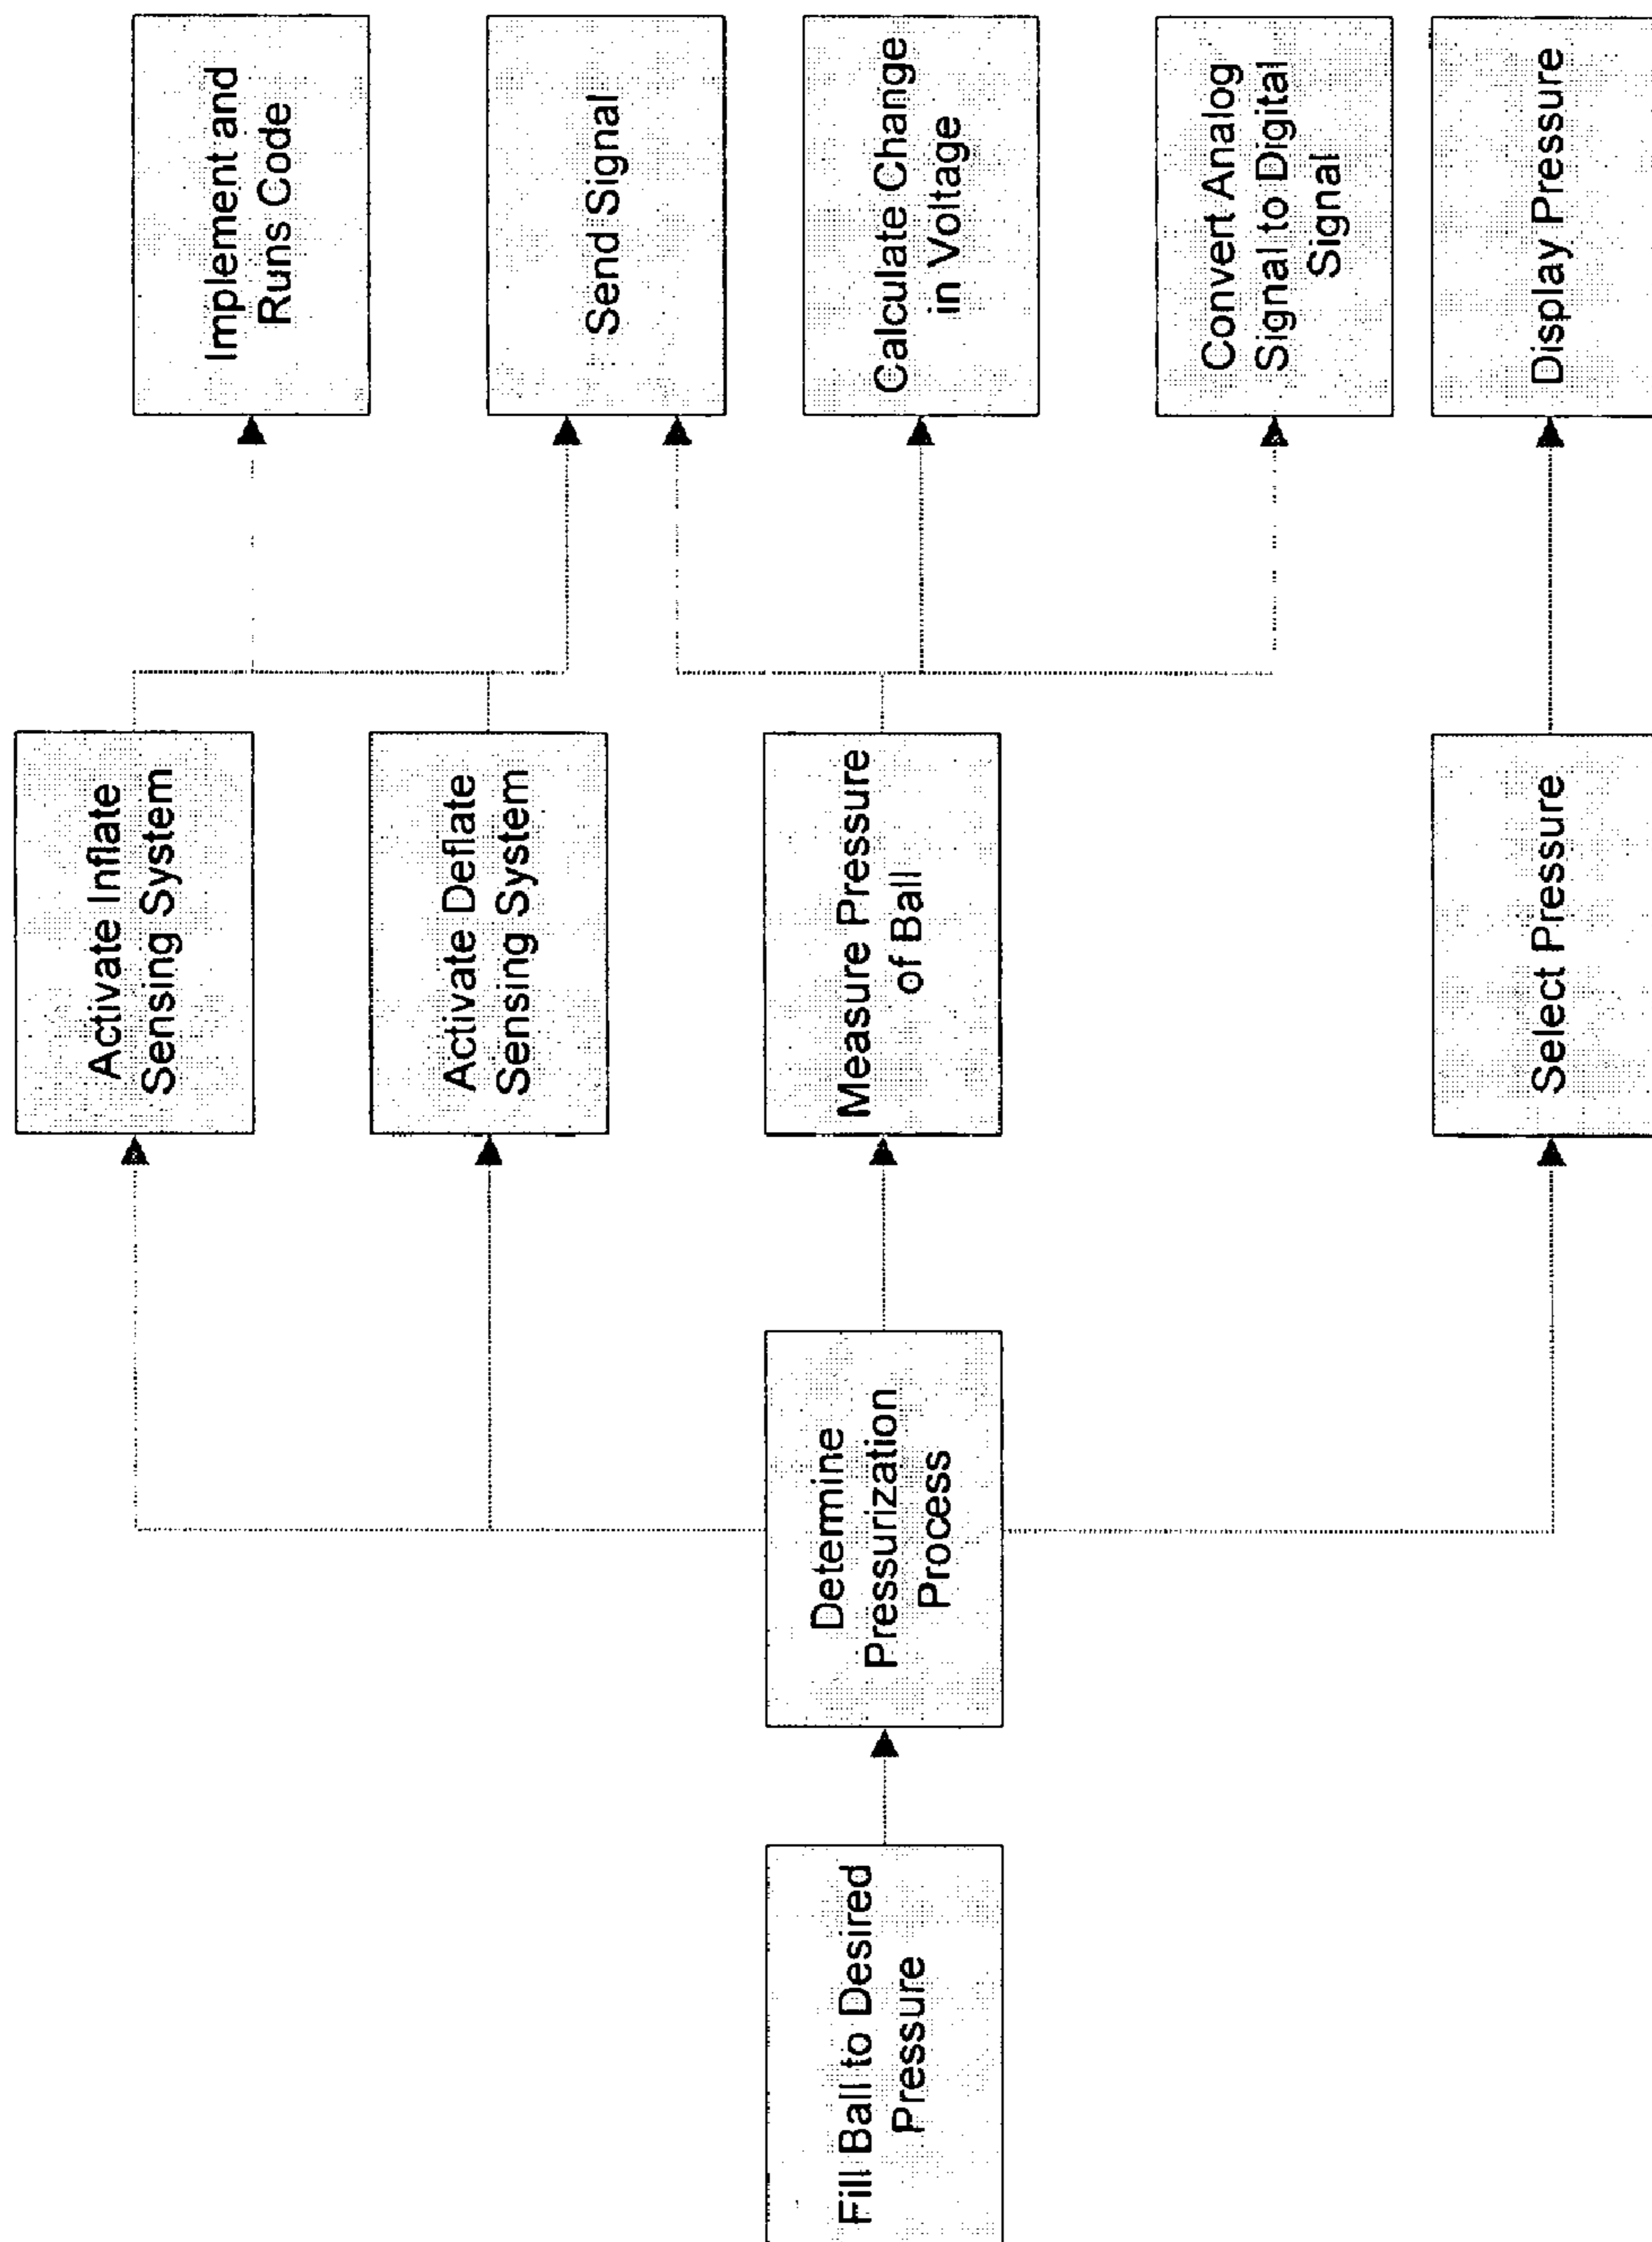 Fill Ball to Desired
Pressure
Determine
Pressurization
Process
Activate Inflate
Sensing System
Activate Deflate
Sensing System
Measure Pressure
of Ball
Select Pressure
Implement and
Runs Code
Send Signal
Calculate Change
in Voltage
Convert Analog
Signal to Digital
Signal
Display Pressure